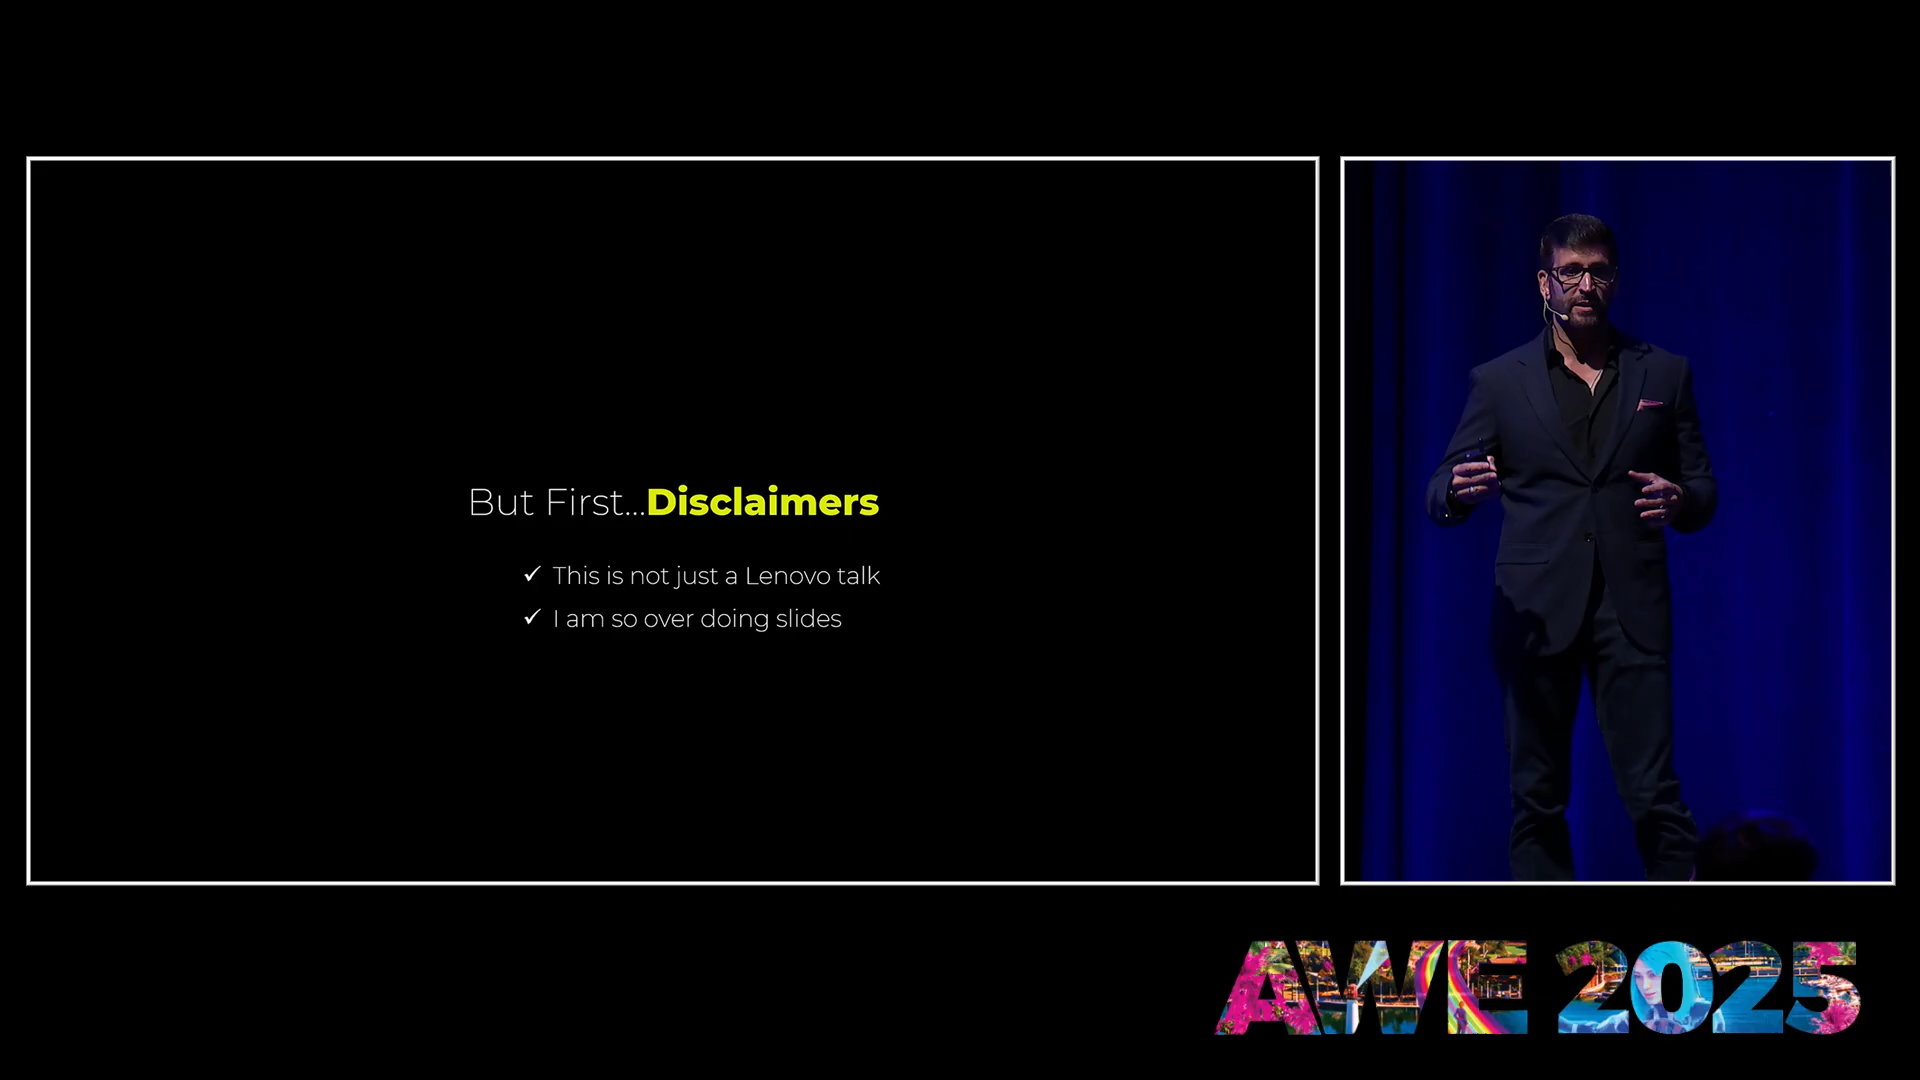 But First...Disclaimers
✓ This is not just a Lenovo talk
✓ I am so over doing slides
AWE 2025